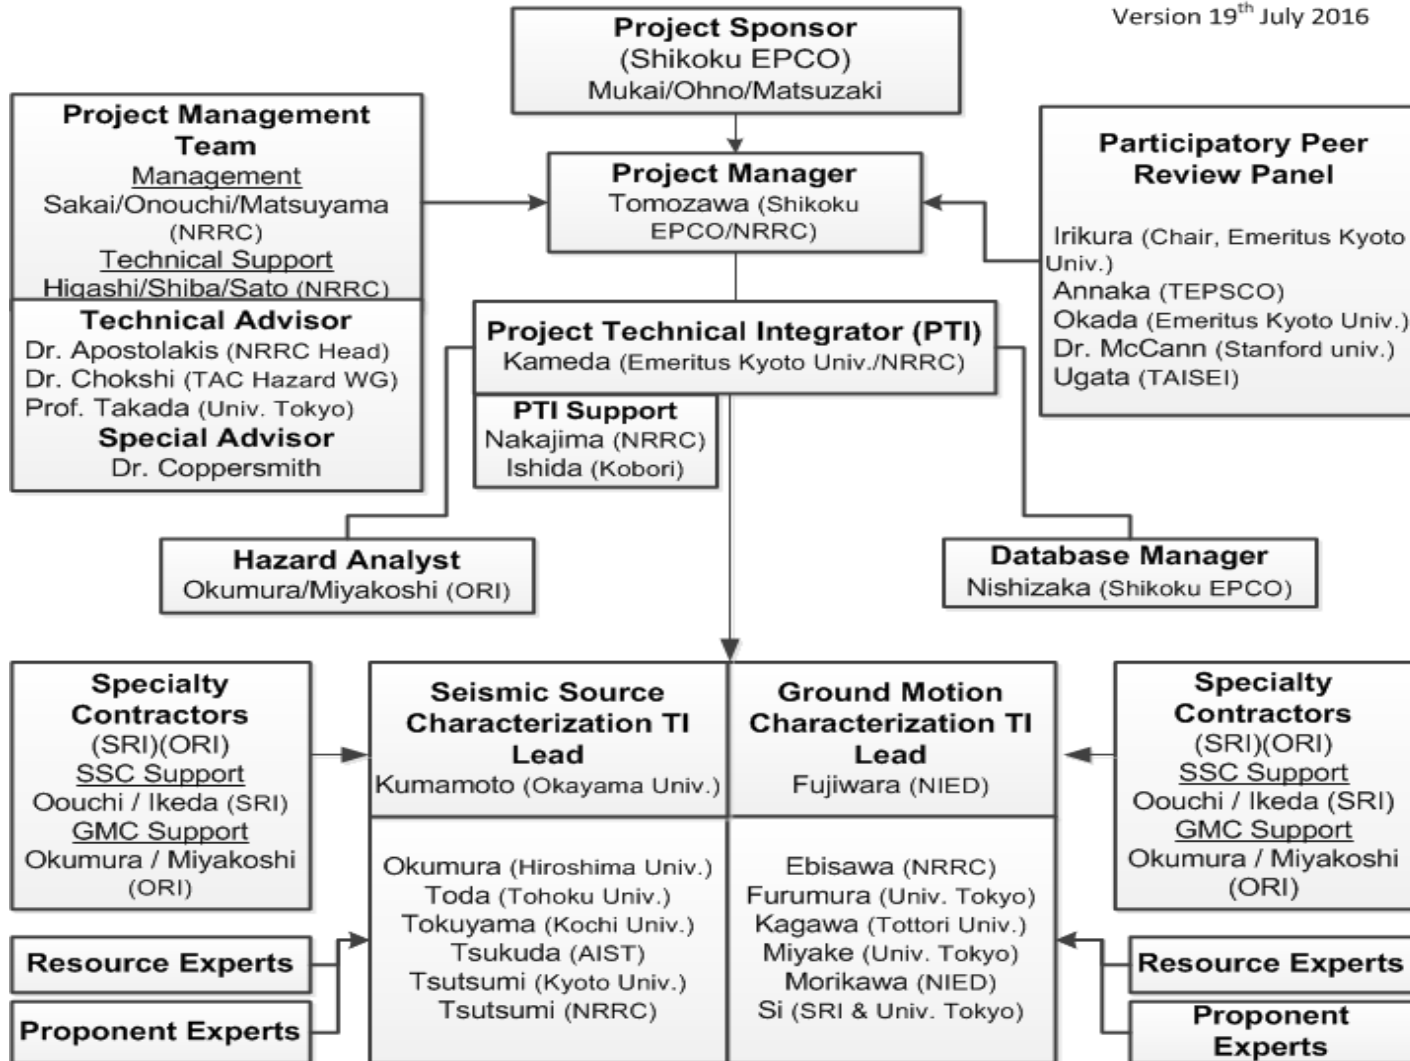 Version 19th July 2016
Project Sponsor
(Shikoku EPCO)
Mukai/Ohno/Matsuzaki
Project Management
Team
Management
Sakai/Onouchi/Matsuyama
(NRRC)
Technical Support
Higashi/Shiba/Sato (NRRC)
Technical Advisor
Dr. Apostolakis (NRRC Head)
Dr. Chokshi (TAC Hazard WG)
Prof. Takada (Univ. Tokyo)
Special Advisor
Dr. Coppersmith
Project Manager
Tomozawa (Shikoku
EPCO/NRRC)
Participatory Peer
Review Panel
Irikura (Chair, Emeritus Kyoto
Univ.)
Annaka (TEPSCO)
Okada (Emeritus Kyoto Univ.)
Dr. McCann (Stanford univ.)
Ugata (TAISEI)
Project Technical Integrator (PTI)
Kameda (Emeritus Kyoto Univ./NRRC)
PTI Support
Nakajima (NRRC)
Ishida (Kobori)
Hazard Analyst
Okumura/Miyakoshi (ORI)
Database Manager
Nishizaka (Shikoku EPCO)
Specialty
Contractors
(SRI)(ORI)
SSC Support
Oouchi / Ikeda (SRI)
GMC Support
Okumura / Miyakoshi
(ORI)
Resource Experts
Proponent Experts
Seismic Source
Characterization TI
Lead
Kumamoto (Okayama Univ.)
Okumura (Hiroshima Univ.)
Toda (Tohoku Univ.)
Tokuyama (Kochi Univ.)
Tsukuda (AIST)
Tsutsumi (Kyoto Univ.)
Tsutsumi (NRRC)
Ground Motion
Characterization TI
Lead
Fujiwara (NIED)
Ebisawa (NRRC)
Furumura (Univ. Tokyo)
Kagawa (Tottori Univ.)
Miyake (Univ. Tokyo)
Morikawa (NIED)
Si (SRI & Univ. Tokyo)
Specialty
Contractors
(SRI)(ORI)
SSC Support
Oouchi / Ikeda (SRI)
GMC Support
Okumura / Miyakoshi
(ORI)
Resource Experts
Proponent
Experts